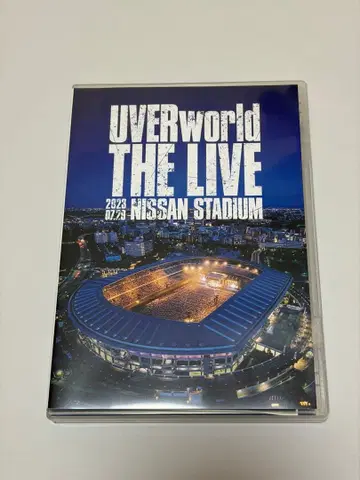 UVERworld
THE LIVE
2023
07.29
NISSAN STADIUM